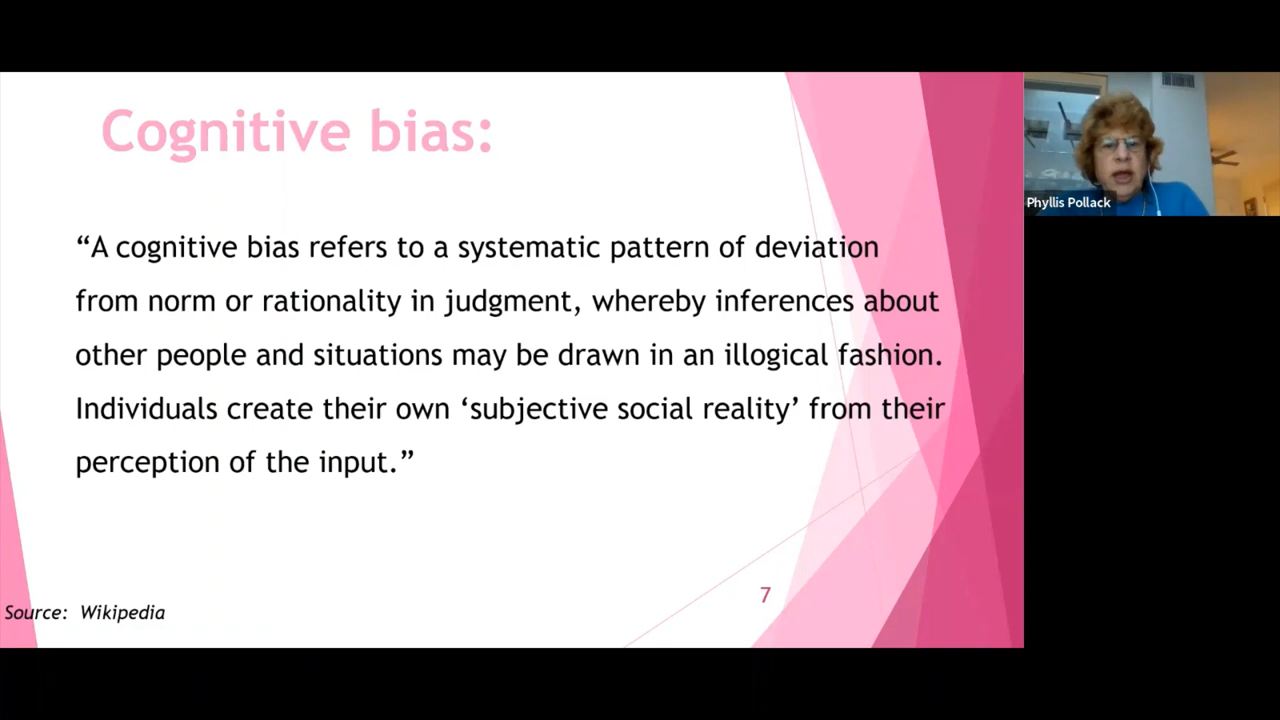 Cognitive bias:
“A cognitive bias refers to a systematic pattern of deviation
from norm or rationality in judgment, whereby inferences about
other people and situations may be drawn in an illogical fashion.
Individuals create their own ‘subjective social reality’ from their
perception of the input.”
7
Source: Wikipedia
Phyllis Pollack